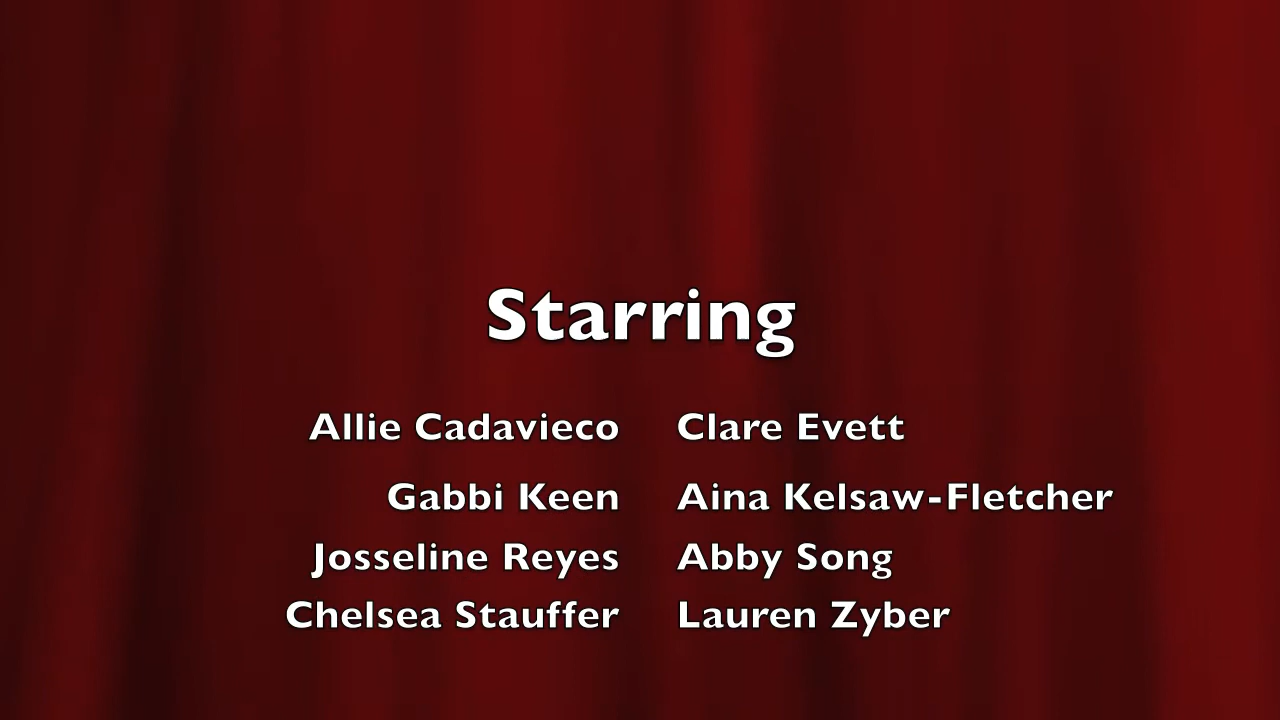 Starring
Allie Cadavieco Clare Evett
Gabbi Keen Aina Kelsaw-Fletcher
Josseline Reyes Abby Song
Chelsea Stauffer Lauren Zyber